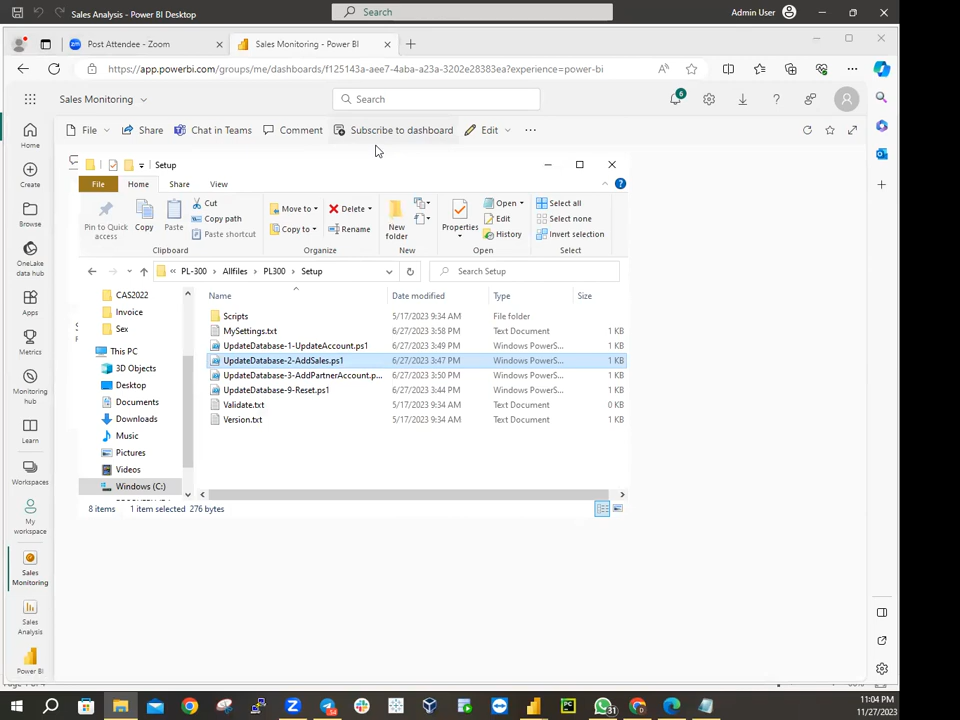 Sales Analysis - Power BI Desktop
Search
Admin User
Post Attendee - Zoom
Sales Monitoring - Power BI
https://app.powerbi.com/groups/me/dashboards/f125143a-aee7-4aba-a23a-3202e28383ea?experience=power-bi
Sales Monitoring
Search
6
File
Share
Chat in Teams
Comment
Subscribe to dashboard
Edit
Home
Create
Browse
OneLake
data hub
Apps
Metrics
Monitoring
hub
Learn
Workspaces
My
workspace
Sales
Monitoring
Sales
Analysis
Power BI
Setup
File
Home
Share
View
Pin to Quick
access
Copy
Paste
Cut
Copy path
Paste shortcut
Clipboard
Move to
Copy to
Delete
Rename
Organize
New
folder
New
Properties
Open
Edit
History
Open
Select all
Select none
Invert selection
Select
PL-300
Allfiles
PL300
Setup
Search Setup
CAS2022
Invoice
Sex
This PC
3D Objects
Desktop
Documents
Downloads
Music
Pictures
Videos
Windows (C:)
Name Date modified Type Size
Scripts 5/17/2023 9:34 AM File folder
MySettings.txt 6/27/2023 3:58 PM Text Document 1 KB
UpdateDatabase-1-UpdateAccount.ps1 6/27/2023 3:49 PM Windows PowerS... 1 KB
UpdateDatabase-2-AddSales.ps1 6/27/2023 3:47 PM Windows PowerS... 1 KB
UpdateDatabase-3-AddPartnerAccount.p... 6/27/2023 3:50 PM Windows PowerS... 1 KB
UpdateDatabase-9-Reset.ps1 6/27/2023 3:44 PM Windows PowerS... 1 KB
Validate.txt 5/17/2023 9:34 AM Text Document 0 KB
Version.txt 5/17/2023 9:34 AM Text Document 1 KB
8 items 1 item selected 276 bytes
31
11:04 PM
11/27/2023